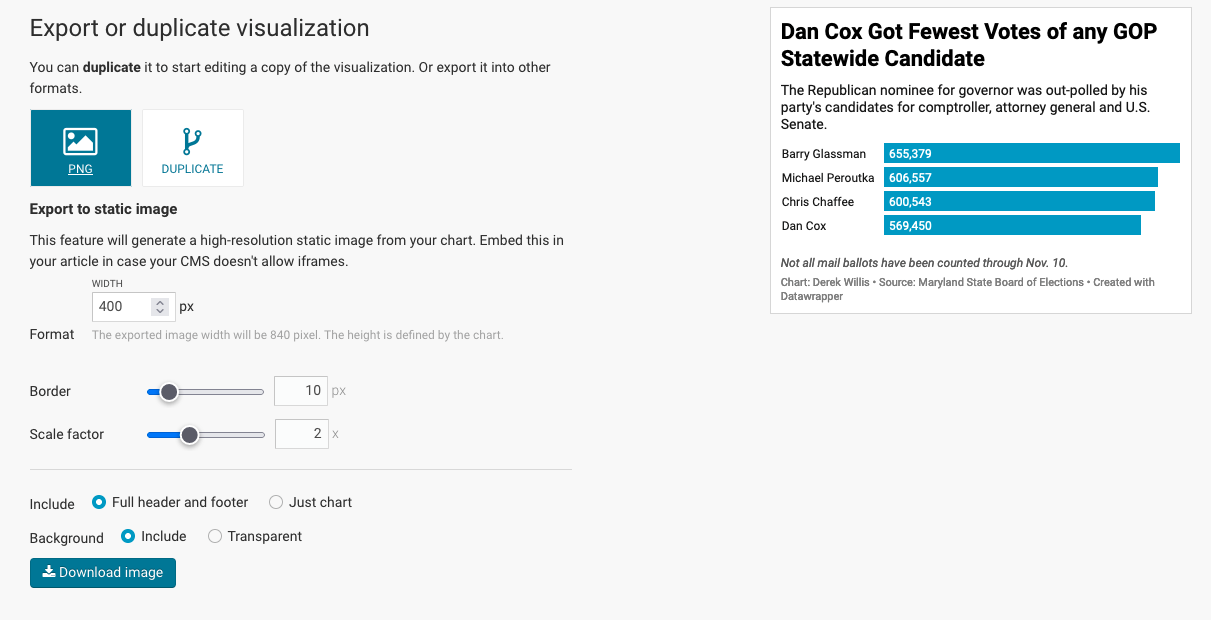 Export or duplicate visualization
You can duplicate it to start editing a copy of the visualization. Or export it into other
formats.
PNG
DUPLICATE
Export to static image
This feature will generate a high-resolution static image from your chart. Embed this in
your article in case your CMS doesn't allow iframes.
WIDTH
400 px
Format
The exported image width will be 840 pixel. The height is defined by the chart.
Border 10 px
Scale factor 2 x
Include Full header and footer Just chart
Background Include Transparent
Download image
Dan Cox Got Fewest Votes of any GOP
Statewide Candidate
The Republican nominee for governor was out-polled by his
party's candidates for comptroller, attorney general and U.S.
Senate.
Barry Glassman 655,379
Michael Peroutka 606,557
Chris Chaffee 600,543
Dan Cox 569,450
Not all mail ballots have been counted through Nov. 10.
Chart: Derek Willis • Source: Maryland State Board of Elections • Created with
Datawrapper